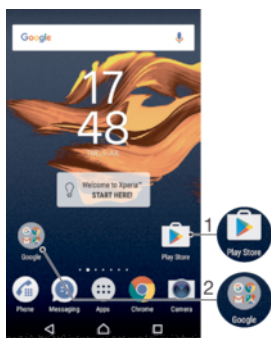 Google
17
48
Welcome to Xperia™
START HERE!
1
Play Store
Play Store
Google
2
Google
Phone
Messaging
Apps
Chrome
Camera